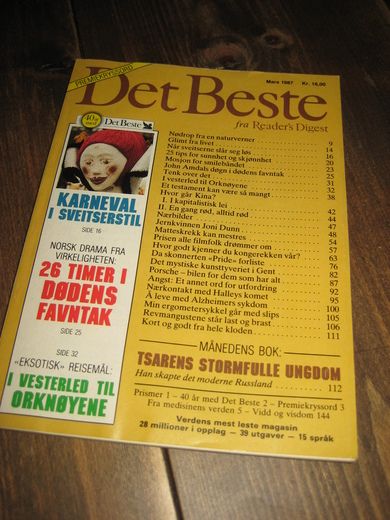 PREMIEKRYSSORD
Mars 1987 Kr. 16,00
Det Beste
fra Reader's Digest
40 år
med
Det Beste
KARNEVAL
I SVEITSERSTIL
SIDE 16
NORSK DRAMA FRA
VIRKELIGHETEN:
26 TIMER I
DØDENS
FAVNTAK
SIDE 25
SIDE 32
«EKSOTISK» REISEMÅL:
I VESTERLED TIL
ORKNØYENE
Nødrop fra en naturverner 9
Glimt fra livet 14
Når sveitserne slår seg løs 16
25 tips for sunnhet og skjønnhet 20
Mosjon for smilehåndel 23
John Amdals døgn i dødens favntak 25
Tenk over det 31
I vesterled til Orknøyene 32
Et testament kan være så mangt 38
Hvor går Kina?
I. I kapitalistisk lei
II. En gang rød, alltid rød 42
Nærbilder 44
Jernkvinnen Joni Dunn 47
Matteskrekk kan mestres 48
Prisen alle filmfolk drømmer om 54
Hvor godt kjenner du kongerekken vår? 57
Da skonnerten «Pride» forliste 63
Det mystiske kunsttyveriet i Gent 76
Porsche – bilen for dem som har alt 82
Angst: Et annet ord for utfordring 87
Nærkontakt med Halleys komet 92
Å leve med Alzheimers sykdom 95
Min ergometersykkel går med slips 100
Revmangustene står last og brast 105
Kort og godt fra hele kloden 106
111
MÅNEDENS BOK:
TSARENS STORMFULLE UNGDOM
Han skapte det moderne Russland 112
Prismer 1 – 40 år med Det Beste 2 – Premiekryssord 3
Fra medisinens verden 5 – Vidd og visdom 144
Verdens mest leste magasin
28 millioner i opplag – 39 utgaver – 15 språk